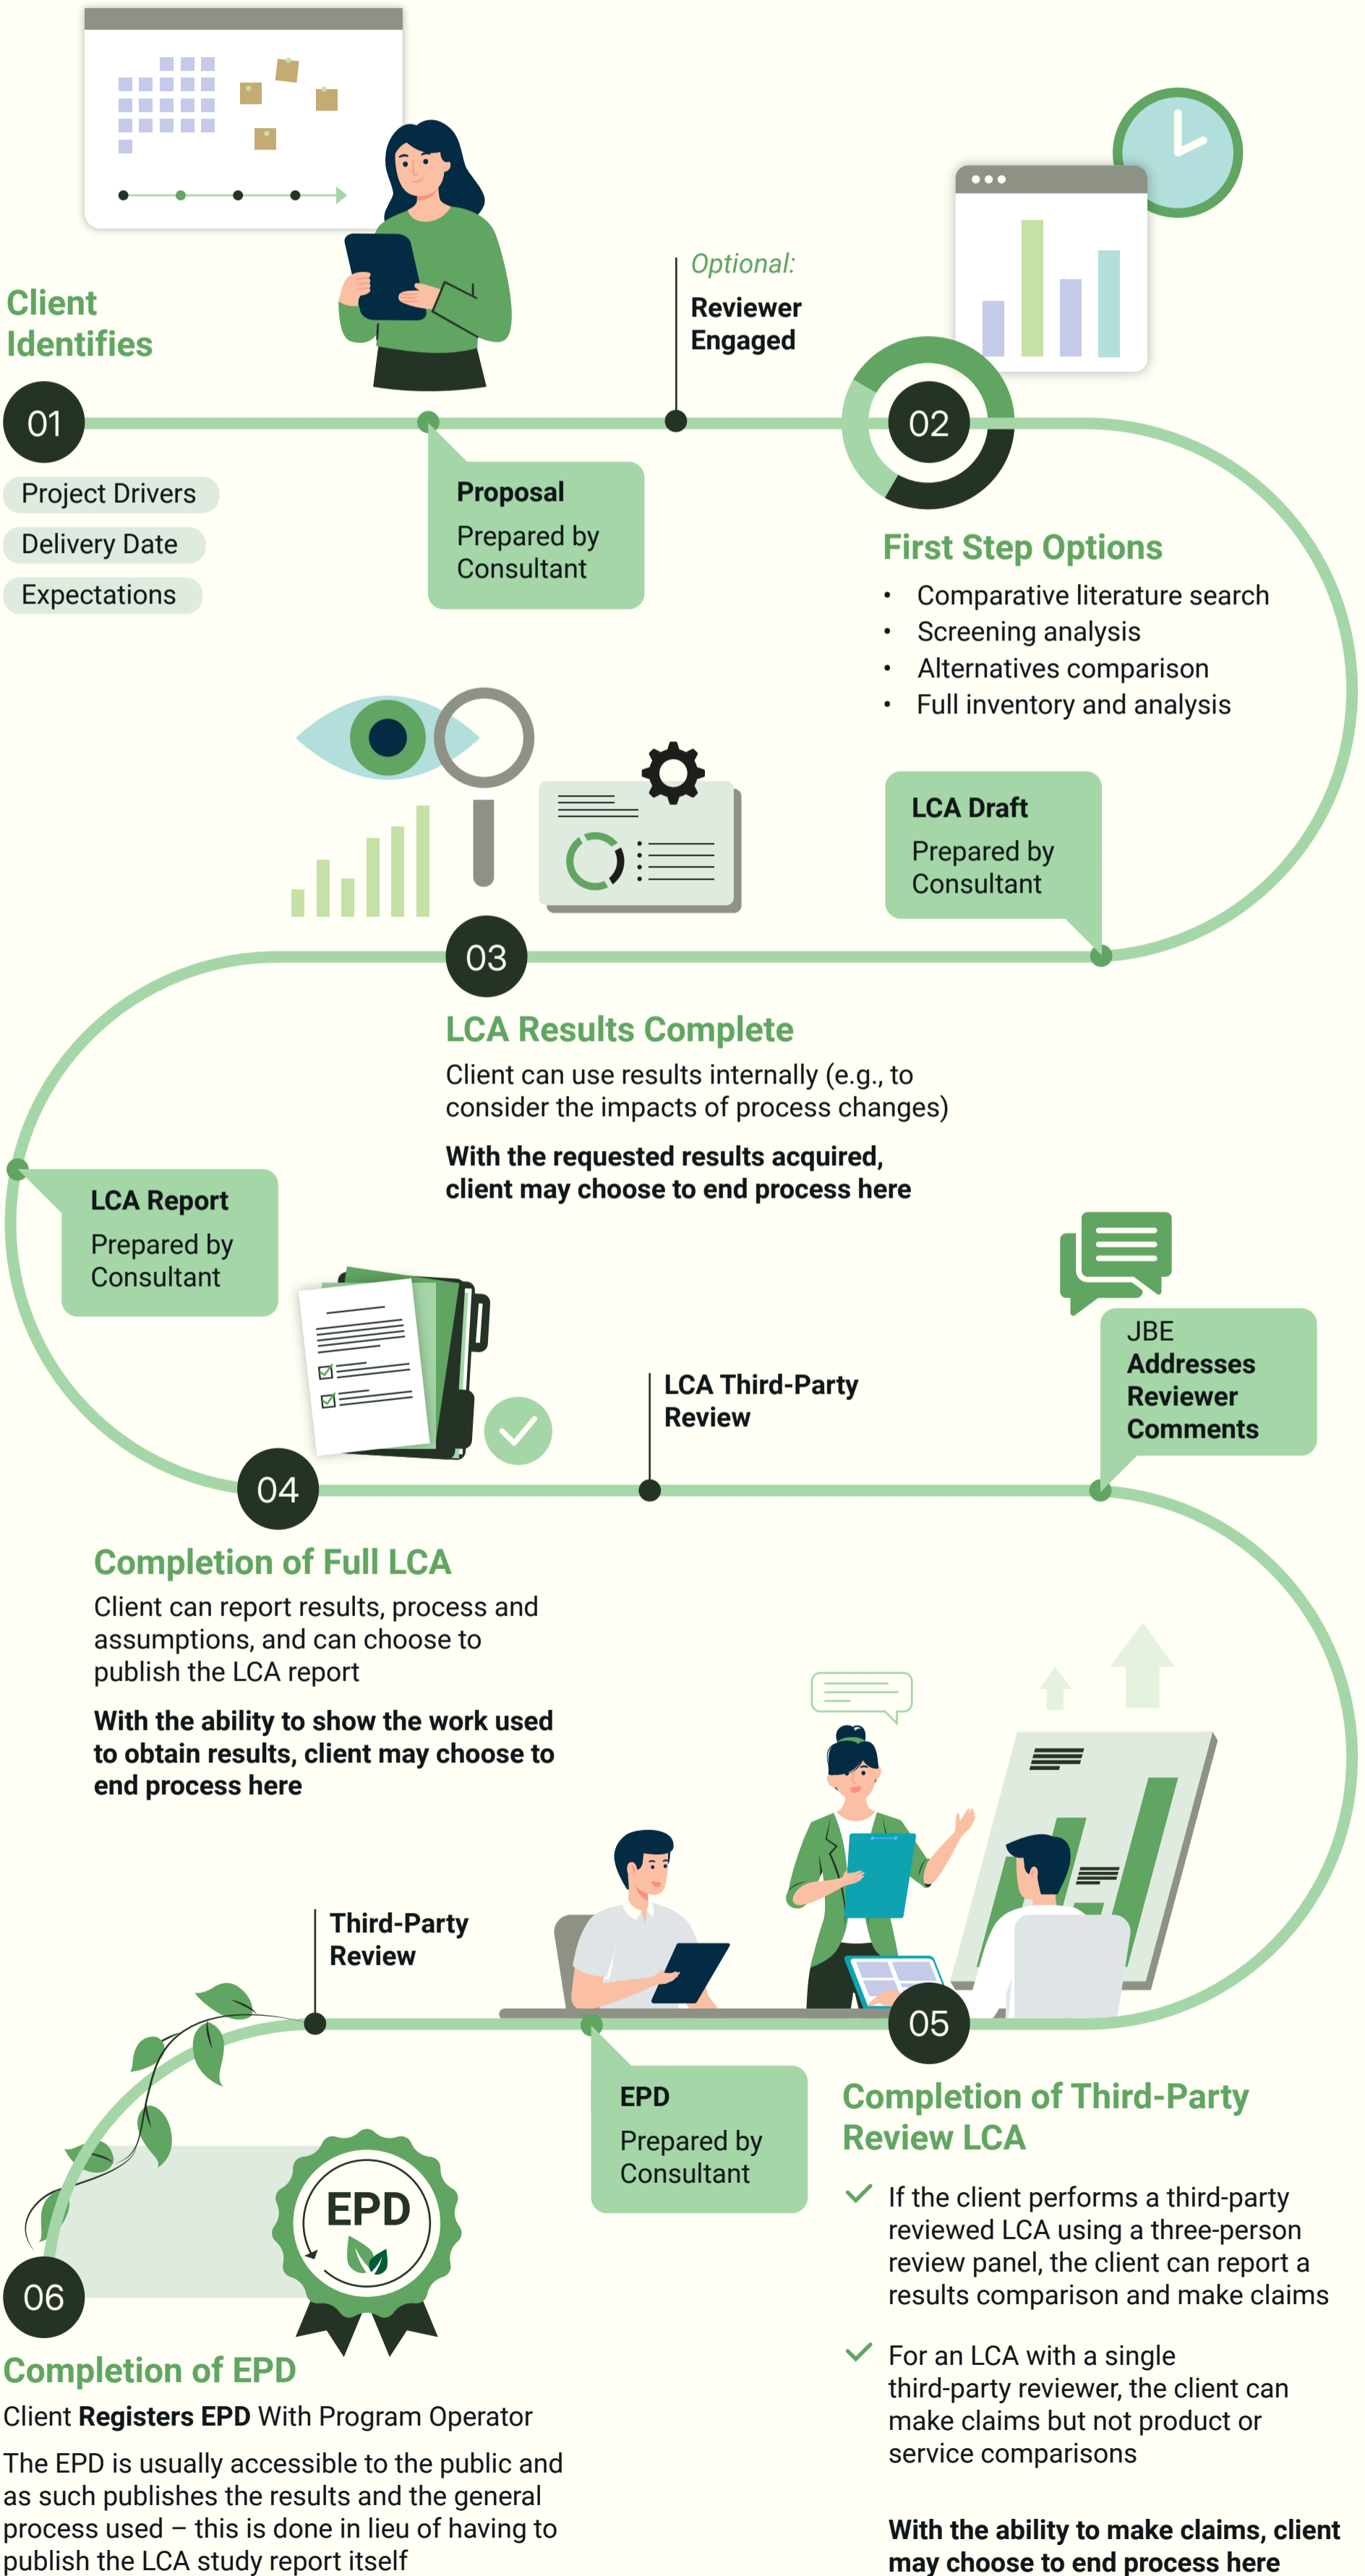 Client
Identifies
01
Project Drivers
Delivery Date
Expectations
Proposal
Prepared by
Consultant
Optional:
Reviewer
Engaged
02
First Step Options
• Comparative literature search
• Screening analysis
• Alternatives comparison
• Full inventory and analysis
LCA Draft
Prepared by
Consultant
03
LCA Results Complete
Client can use results internally (e.g., to
consider the impacts of process changes)
With the requested results acquired,
client may choose to end process here
LCA Report
Prepared by
Consultant
04
Completion of Full LCA
Client can report results, process and
assumptions, and can choose to
publish the LCA report
With the ability to show the work used
to obtain results, client may choose to
end process here
LCA Third-Party
Review
JBE
Addresses
Reviewer
Comments
05
Completion of Third-Party
Review LCA
If the client performs a third-party
reviewed LCA using a three-person
review panel, the client can report a
results comparison and make claims
For an LCA with a single
third-party reviewer, the client can
make claims but not product or
service comparisons
With the ability to make claims, client
may choose to end process here
EPD
Prepared by
Consultant
Third-Party
Review
EPD
06
Completion of EPD
Client Registers EPD With Program Operator
The EPD is usually accessible to the public and
as such publishes the results and the general
process used – this is done in lieu of having to
publish the LCA study report itself